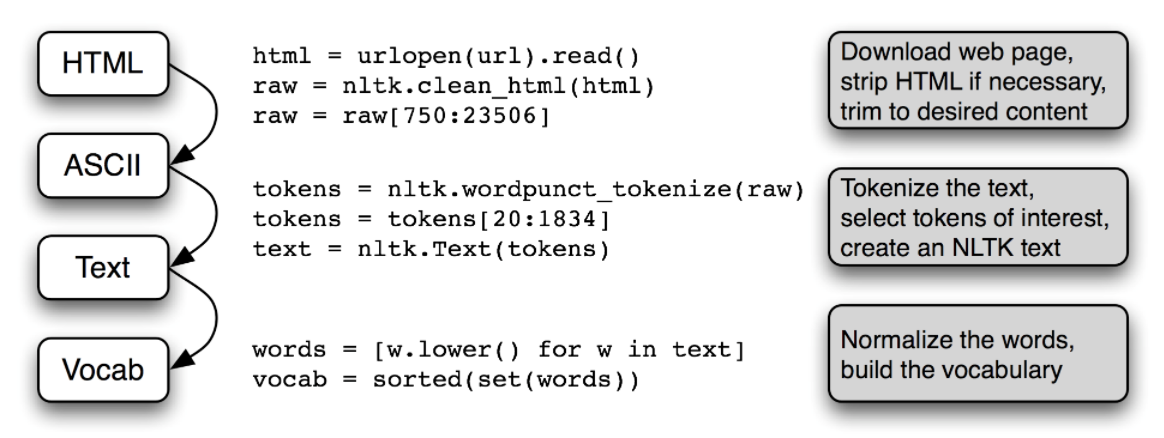 HTML
html = urlopen(url).read()
raw = nltk.clean_html(html)
raw = raw[750:23506]
Download web page,
strip HTML if necessary,
trim to desired content
ASCII
tokens = nltk.wordpunct_tokenize(raw)
tokens = tokens[20:1834]
text = nltk.Text(tokens)
Tokenize the text,
select tokens of interest,
create an NLTK text
Text
words = [w.lower() for w in text]
vocab = sorted(set(words))
Normalize the words,
build the vocabulary
Vocab